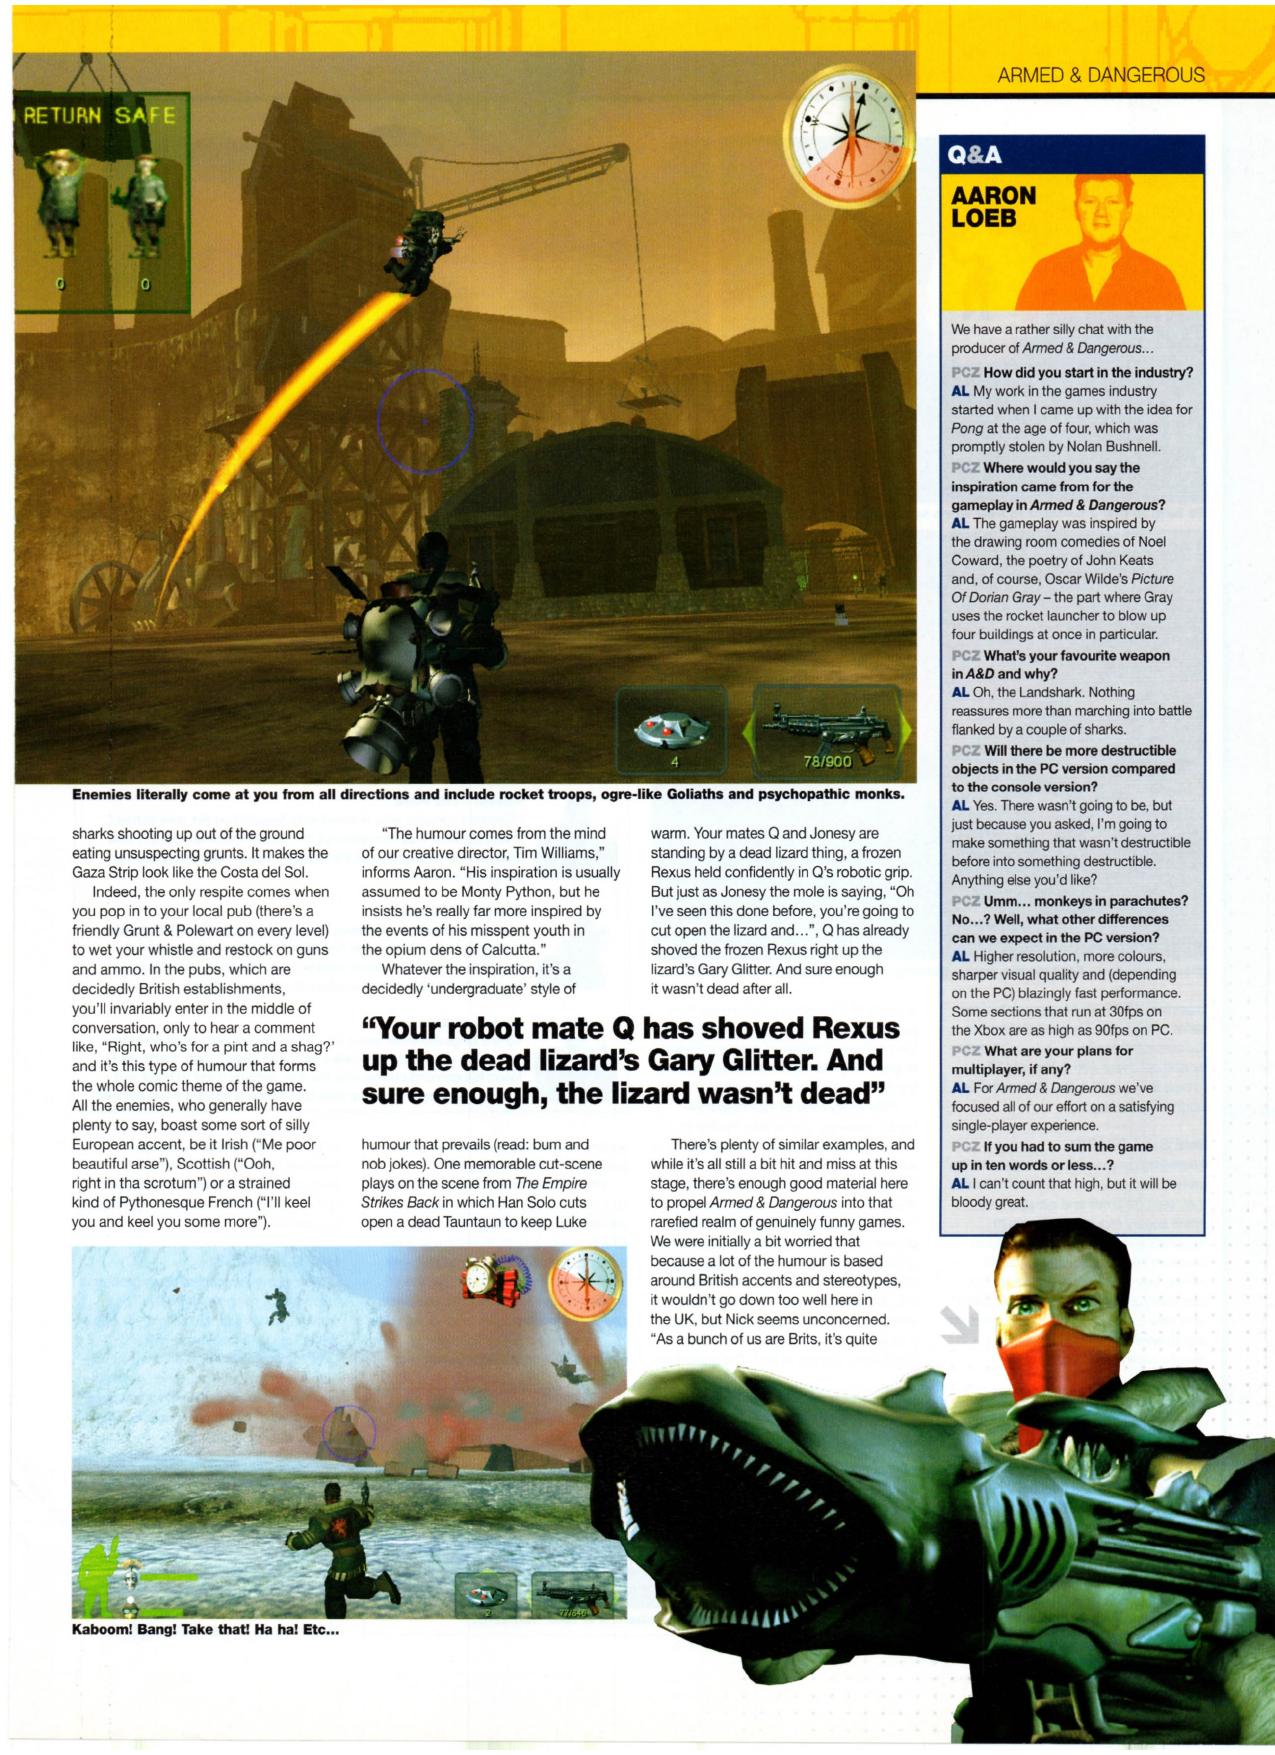 ARMED & DANGEROUS
RETURN SAFE
0 0
4
78/900
Enemies literally come at you from all directions and include rocket troops, ogre-like Goliaths and psychopathic monks.
sharks shooting up out of the ground
eating unsuspecting grunts. It makes the
Gaza Strip look like the Costa del Sol.
Indeed, the only respite comes when
you pop in to your local pub (there's a
friendly Grunt & Polewart on every level)
to wet your whistle and restock on guns
and ammo. In the pubs, which are
decidedly British establishments,
you'll invariably enter in the middle of
conversation, only to hear a comment
like, "Right, who's for a pint and a shag?'
and it's this type of humour that forms
the whole comic theme of the game.
All the enemies, who generally have
plenty to say, boast some sort of silly
European accent, be it Irish ("Me poor
beautiful arse"), Scottish ("Ooh,
right in tha scrotum") or a strained
kind of Pythonesque French ("I'll keel
you and keel you some more").
"The humour comes from the mind
of our creative director, Tim Williams,"
informs Aaron. "His inspiration is usually
assumed to be Monty Python, but he
insists he's really far more inspired by
the events of his misspent youth in
the opium dens of Calcutta."
Whatever the inspiration, it's a
decidedly 'undergraduate' style of
humour that prevails (read: bum and
nob jokes). One memorable cut-scene
plays on the scene from The Empire
Strikes Back in which Han Solo cuts
open a dead Tauntaun to keep Luke
warm. Your mates Q and Jonesy are
standing by a dead lizard thing, a frozen
Rexus held confidently in Q's robotic grip.
But just as Jonesy the mole is saying, "Oh
I've seen this done before, you're going to
cut open the lizard and...", Q has already
shoved the frozen Rexus right up the
lizard's Gary Glitter. And sure enough
it wasn't dead after all.
"Your robot mate Q has shoved Rexus
up the dead lizard's Gary Glitter. And
sure enough, the lizard wasn't dead"
There's plenty of similar examples, and
while it's all still a bit hit and miss at this
stage, there's enough good material here
to propel Armed & Dangerous into that
rarefied realm of genuinely funny games.
We were initially a bit worried that
because a lot of the humour is based
around British accents and stereotypes,
it wouldn't go down too well here in
the UK, but Nick seems unconcerned.
"As a bunch of us are Brits, it's quite
Kaboom! Bang! Take that! Ha ha! Etc...
Q&A
AARON
LOEB
We have a rather silly chat with the
producer of Armed & Dangerous...
PCZ How did you start in the industry?
AL My work in the games industry
started when I came up with the idea for
Pong at the age of four, which was
promptly stolen by Nolan Bushnell.
PCZ Where would you say the
inspiration came from for the
gameplay in Armed & Dangerous?
AL The gameplay was inspired by
the drawing room comedies of Noel
Coward, the poetry of John Keats
and, of course, Oscar Wilde's Picture
Of Dorian Gray – the part where Gray
uses the rocket launcher to blow up
four buildings at once in particular.
PCZ What's your favourite weapon
in A&D and why?
AL Oh, the Landshark. Nothing
reassures more than marching into battle
flanked by a couple of sharks.
PCZ Will there be more destructible
objects in the PC version compared
to the console version?
AL Yes. There wasn't going to be, but
just because you asked, I'm going to
make something that wasn't destructible
before into something destructible.
Anything else you'd like?
PCZ Umm... monkeys in parachutes?
No...? Well, what other differences
can we expect in the PC version?
AL Higher resolution, more colours,
sharper visual quality and (depending
on the PC) blazingly fast performance.
Some sections that run at 30fps on
the Xbox are as high as 90fps on PC.
PCZ What are your plans for
multiplayer, if any?
AL For Armed & Dangerous we've
focused all of our effort on a satisfying
single-player experience.
PCZ If you had to sum the game
up in ten words or less...?
AL I can't count that high, but it will be
bloody great.